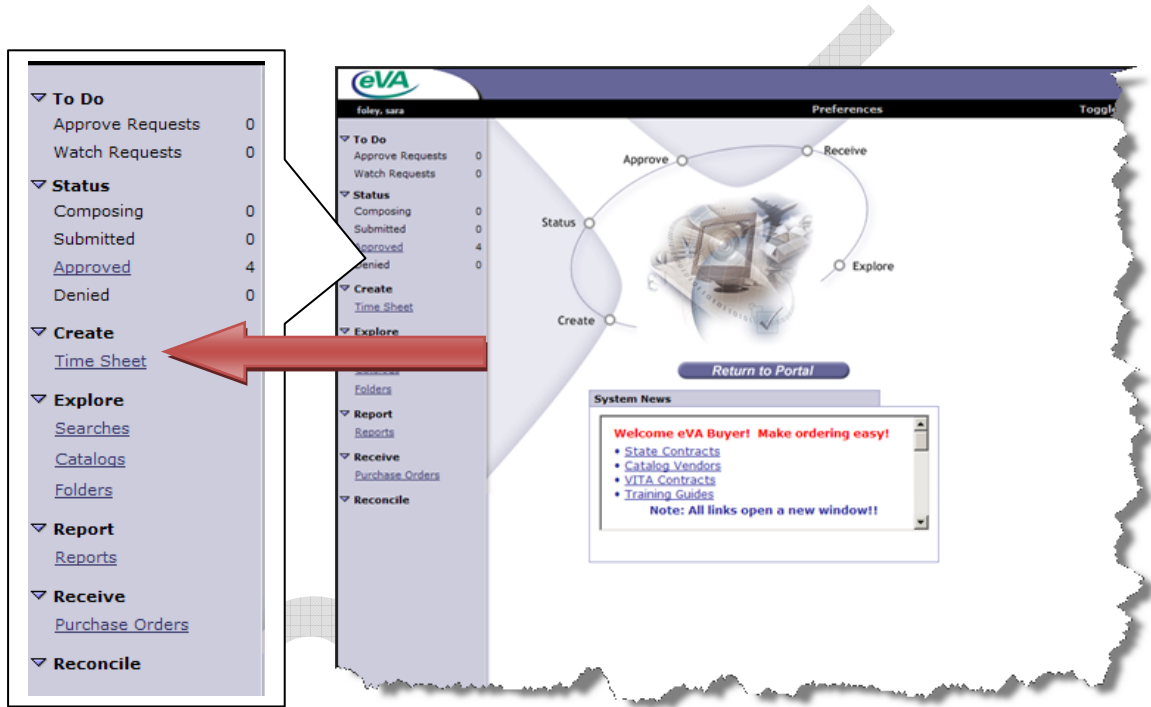 To Do
Approve Requests 0
Watch Requests 0
Status
Composing 0
Submitted 0
Approved 4
Denied 0
Create
Time Sheet
Explore
Searches
Catalogs
Folders
Report
Reports
Receive
Purchase Orders
Reconcile
eVA
foley, sara Preferences Toggle
To Do
Approve Requests 0
Watch Requests 0
Status
Composing 0
Submitted 0
Approved 4
Denied 0
Create
Time Sheet
Explore
Catalogs
Folders
Report
Reports
Receive
Purchase Orders
Reconcile
Approve
Receive
Status
Explore
Create
Return to Portal
System News
Welcome eVA Buyer! Make ordering easy!
• State Contracts
• Catalog Vendors
• VITA Contracts
• Training Guides
Note: All links open a new window!!